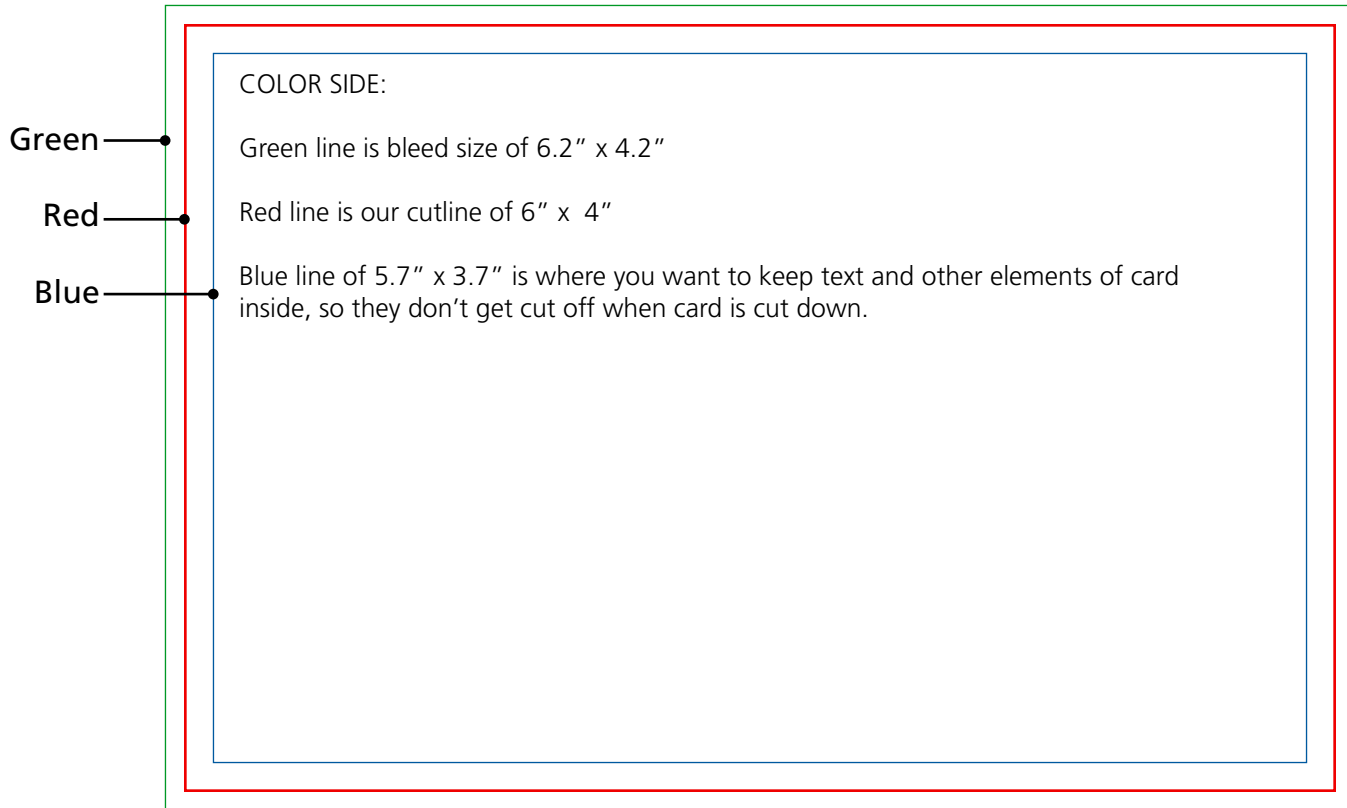 COLOR SIDE:
Green
Green line is bleed size of 6.2” x 4.2”
Red
Red line is our cutline of 6” x  4”
Blue
Blue line of 5.7” x 3.7” is where you want to keep text and other elements of card
inside, so they don’t get cut off when card is cut down.